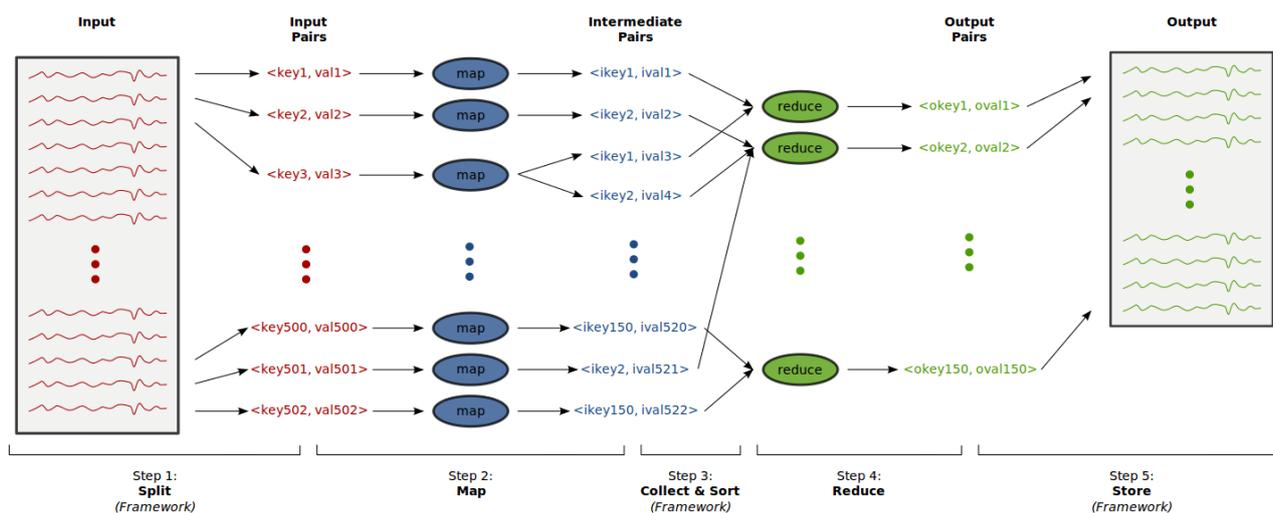 Input
Input
Pairs
Intermediate
Pairs
Output
Pairs
Output
<key1, val1>
map
<ikey1, ival1>
reduce
<okey1, oval1>
<key2, val2>
map
<ikey2, ival2>
reduce
<okey2, oval2>
<ikey1, ival3>
<key3, val3>
map
<ikey2, ival4>
<key500, val500>
map
<ikey150, ival520>
<key501, val501>
map
<ikey2, ival521>
reduce
<okey150, oval150>
<key502, val502>
map
<ikey150, ival522>
Step 1:
Split
(Framework)
Step 2:
Map
Step 3:
Collect & Sort
(Framework)
Step 4:
Reduce
Step 5:
Store
(Framework)